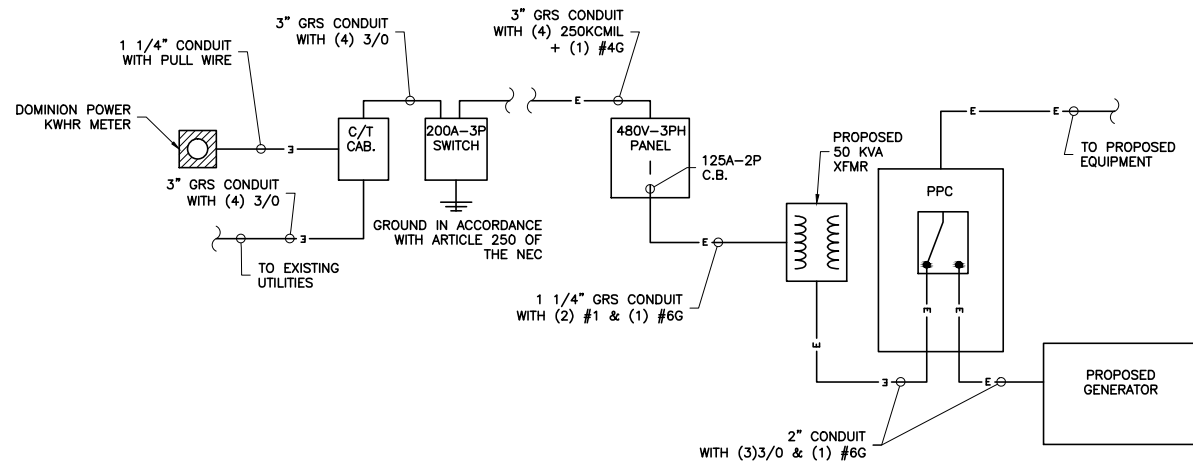 3" GRS CONDUIT
WITH (4) 3/0
1 1/4" CONDUIT
WITH PULL WIRE
DOMINION POWER
KWHR METER
E
C/T
CAB.
200A-3P
SWITCH
3" GRS CONDUIT
WITH (4) 3/0
E
TO EXISTING
UTILITIES
GROUND IN ACCORDANCE
WITH ARTICLE 250 OF
THE NEC
3" GRS CONDUIT
WITH (4) 250KCMIL
+ (1) #4G
E
480V-3PH
PANEL
125A-2P
C.B.
E
1 1/4" GRS CONDUIT
WITH (2) #1 & (1) #6G
PROPOSED
50 KVA
XFMR
E
PPC
E
E
TO PROPOSED
EQUIPMENT
E
E
E
E
2" CONDUIT
WITH (3)3/0 & (1) #6G
PROPOSED
GENERATOR